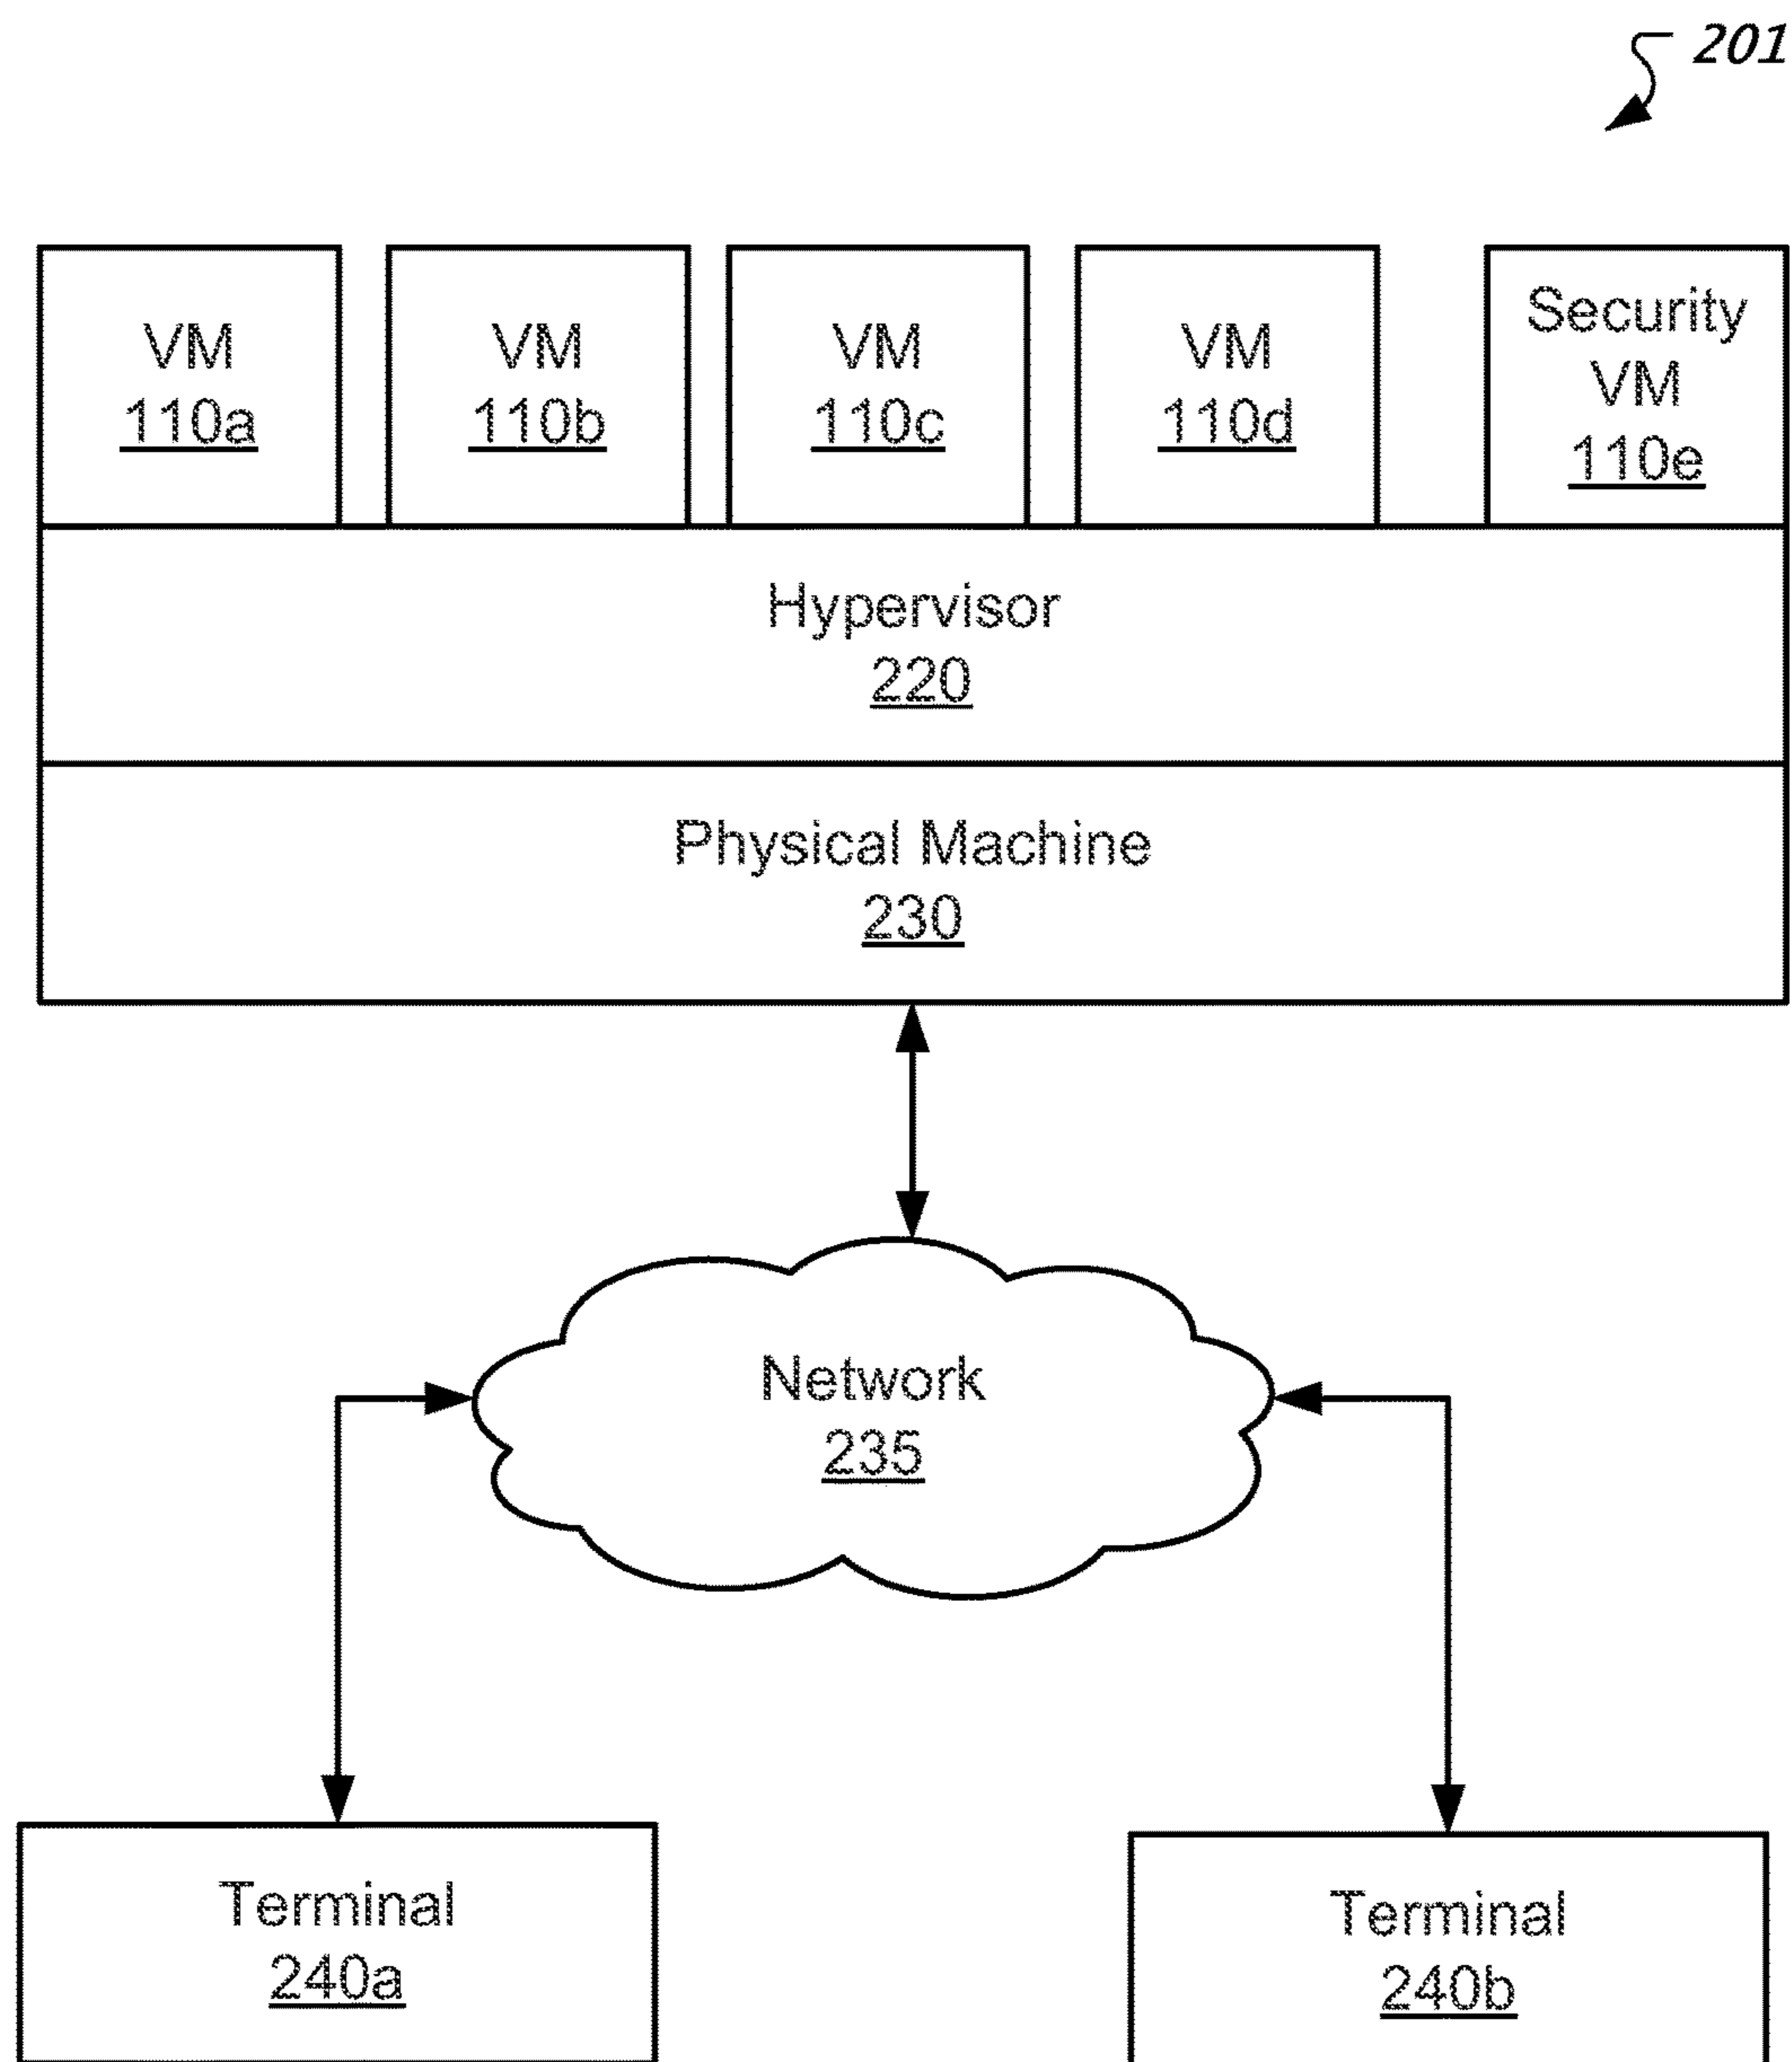 201
VM
110a
VM
110b
VM
110c
VM
110d
Security
VM
110e
Hypervisor
220
Physical Machine
230
Network
235
Terminal
240a
Terminal
240b